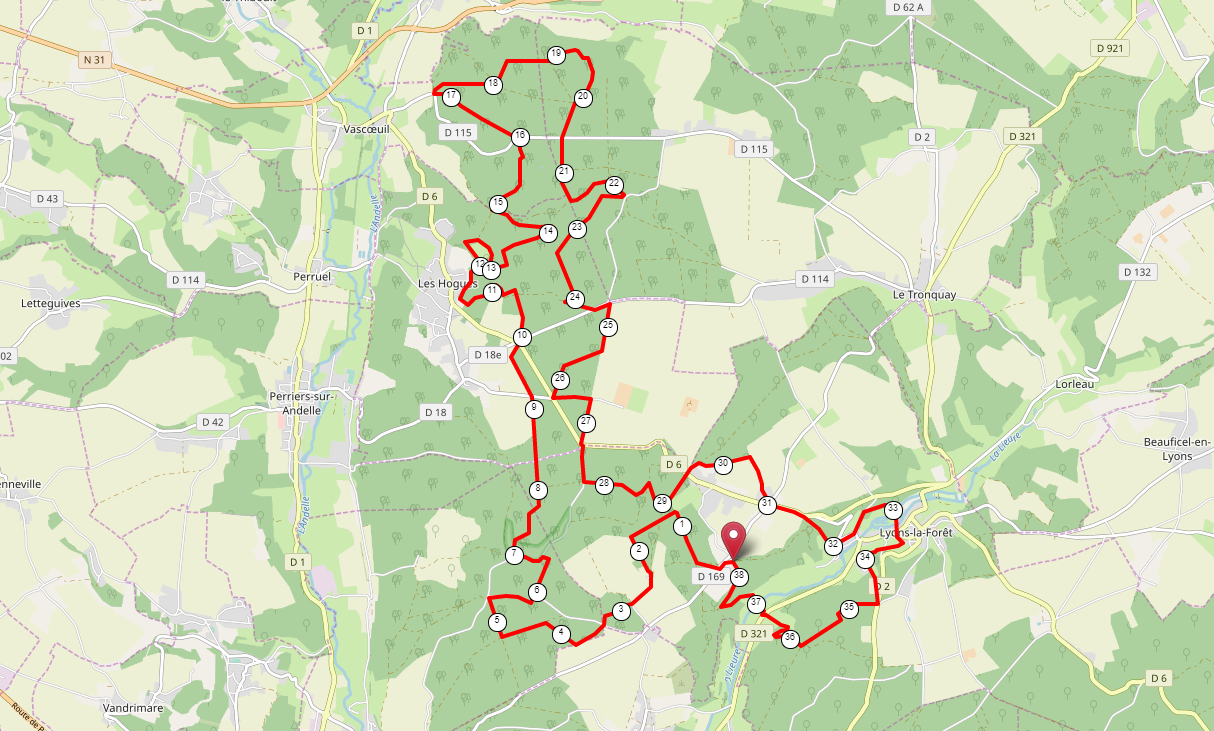 D 62 A
D 1
D 921
N 31
19
18
17
20
Vascœuil
D 115
16
D 115
D 2
D 321
21
22
D 6
D 43
15
L'Andelle
23
14
12
13
Perruel
D 114
Les Hogues
11
D 114
D 132
Letteguives
24
Le Tronquay
25
10
02
D 18e
26
Lorleau
Perriers-sur-
Andelle
9
D 18
D 42
27
La Lieure
Beauficel-en-
Lyons
D 6
30
enneville
8
28
29
31
L'Andelle
33
1
Lyons-la-Forêt
32
2
7
34
D 1
D 169
38
D 2
6
37
3
35
5
4
D 321
36
La Lieure
D 6
Vandrimare